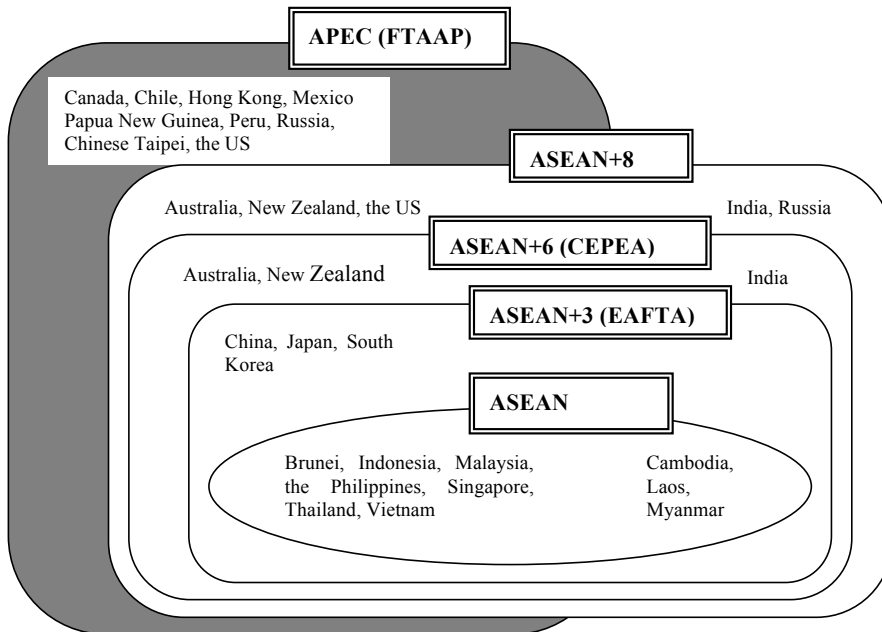 APEC (FTAAP)
Canada, Chile, Hong Kong, Mexico
Papua New Guinea, Peru, Russia,
Chinese Taipei, the US
ASEAN+8
Australia, New Zealand, the US
India, Russia
ASEAN+6 (CEPEA)
Australia, New Zealand
India
ASEAN+3 (EAFTA)
China, Japan, South
Korea
ASEAN
Brunei, Indonesia, Malaysia,
the Philippines, Singapore,
Thailand, Vietnam
Cambodia,
Laos,
Myanmar